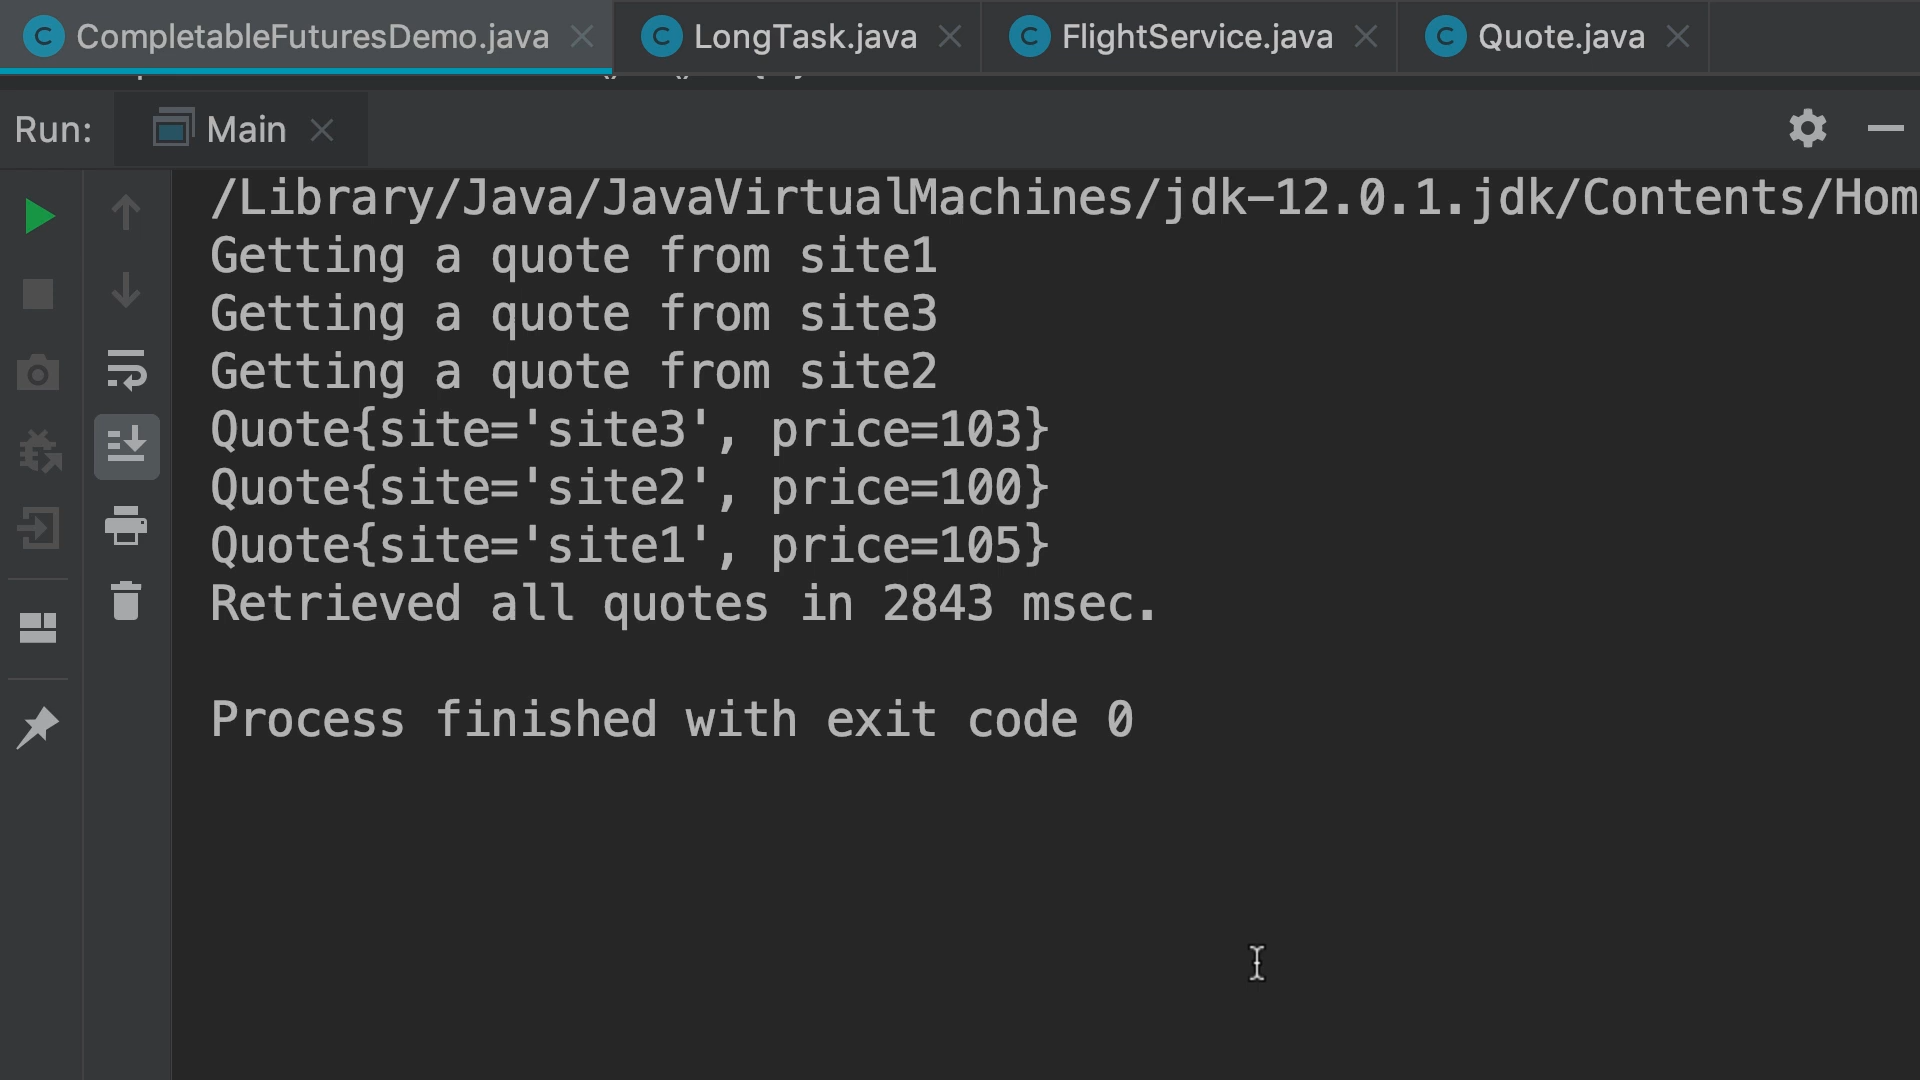 CompletableFuturesDemo.java LongTask.java FlightService.java Quote.java
Run: Main
/Library/Java/JavaVirtualMachines/jdk-12.0.1.jdk/Contents/Hom
Getting a quote from site1
Getting a quote from site3
Getting a quote from site2
Quote{site='site3', price=103}
Quote{site='site2', price=100}
Quote{site='site1', price=105}
Retrieved all quotes in 2843 msec.
Process finished with exit code 0